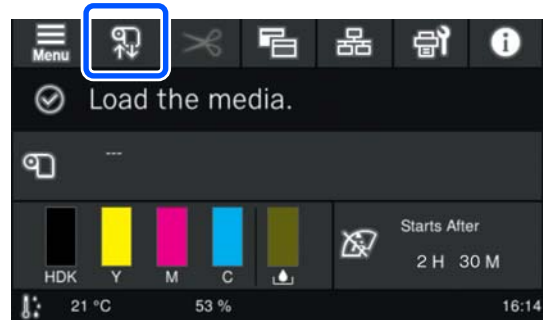 Menu
Load the media.
---
HDK Y M C
Starts After
2 H 30 M
21 °C 53 % 16:14